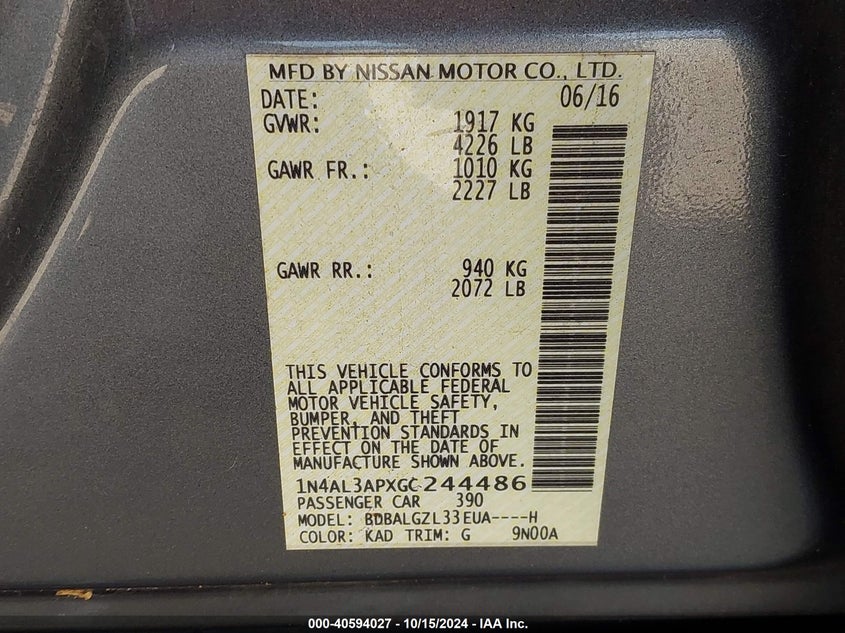 MFD BY NISSAN MOTOR CO., LTD.
DATE: 06/16
GVWR: 1917 KG
4226 LB
GAWR FR.: 1010 KG
2227 LB
GAWR RR.: 940 KG
2072 LB
THIS VEHICLE CONFORMS TO
ALL APPLICABLE FEDERAL
MOTOR VEHICLE SAFETY,
BUMPER, AND THEFT
PREVENTION STANDARDS IN
EFFECT ON THE DATE OF
MANUFACTURE SHOWN ABOVE.
1N4AL3APXGC244486
PASSENGER CAR 390
MODEL: BDBALGZL33EUA----H
COLOR: KAD TRIM: G 9N00A
000-40594027 - 10/15/2024 - IAA Inc.